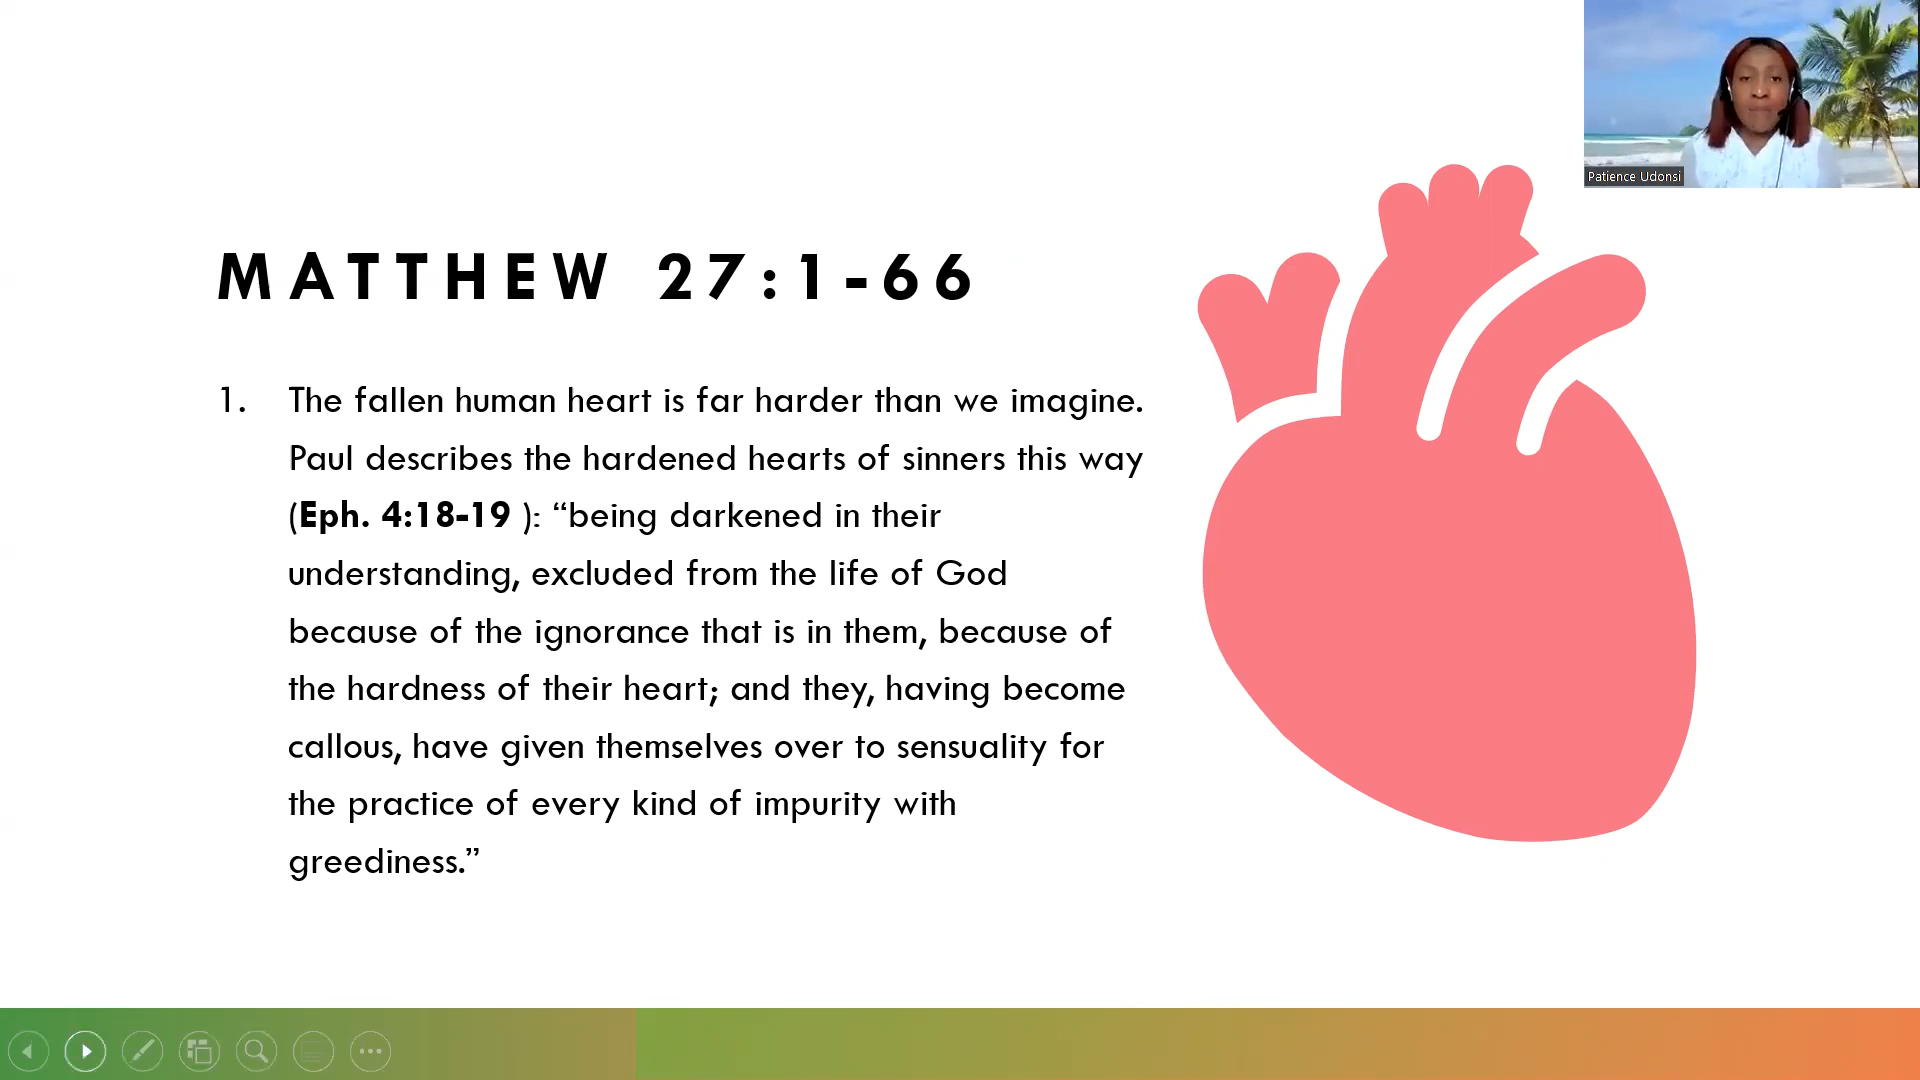 Patience Udonsi
MATTHEW 27:1-66
1. The fallen human heart is far harder than we imagine.
Paul describes the hardened hearts of sinners this way
(Eph. 4:18-19 ): “being darkened in their
understanding, excluded from the life of God
because of the ignorance that is in them, because of
the hardness of their heart; and they, having become
callous, have given themselves over to sensuality for
the practice of every kind of impurity with
greediness.”